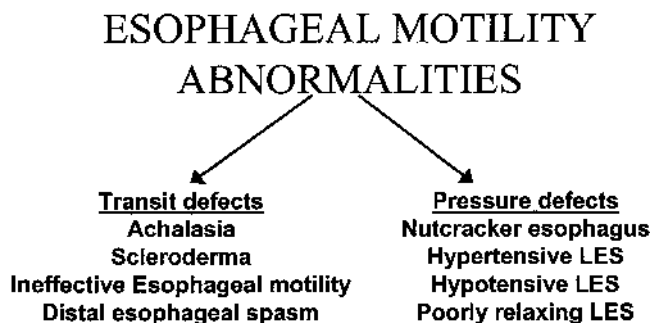 ESOPHAGEAL MOTILITY
ABNORMALITIES
Transit defects
Achalasia
Scleroderma
Ineffective Esophageal motility
Distal esophageal spasm
Pressure defects
Nutcracker esophagus
Hypertensive LES
Hypotensive LES
Poorly relaxing LES